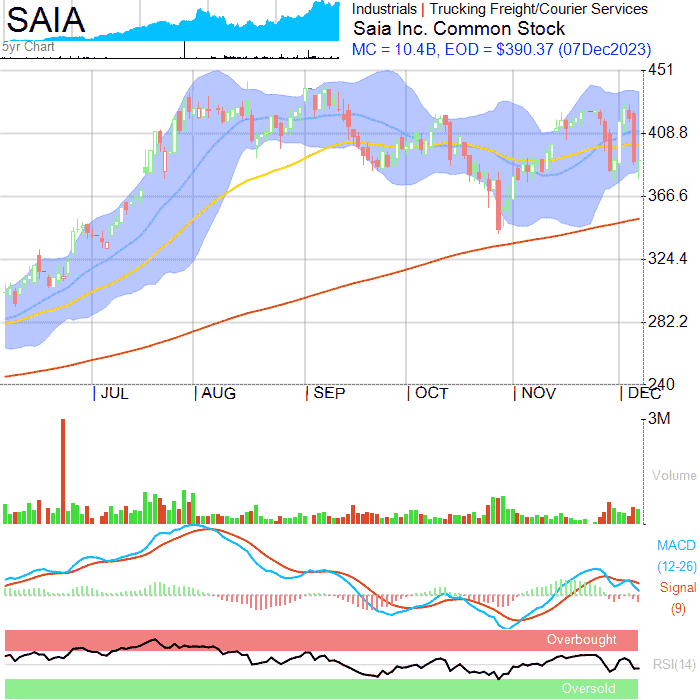 SAIA
5yr Chart
Industrials | Trucking Freight/Courier Services
Saia Inc. Common Stock
MC = 10.4B, EOD = $390.37 (07Dec2023)
451
408.8
366.6
324.4
282.2
240
JUL
AUG
SEP
OCT
NOV
DEC
3M
Volume
MACD
(12-26)
Signal
(9)
Overbought
RSI(14)
Oversold